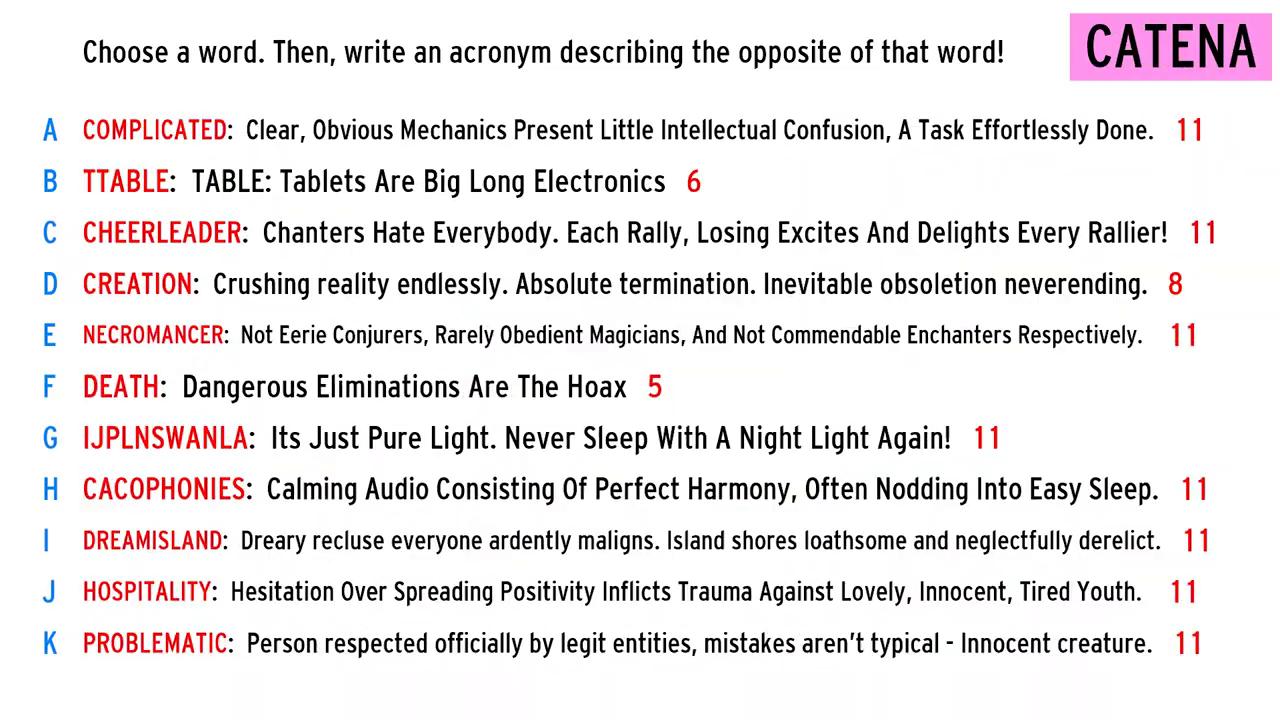 Choose a word. Then, write an acronym describing the opposite of that word!
CATENA
A COMPLICATED: Clear, Obvious Mechanics Present Little Intellectual Confusion, A Task Effortlessly Done. 11
B TTABLE: TABLE: Tablets Are Big Long Electronics 6
C CHEERLEADER: Chanters Hate Everybody. Each Rally, Losing Excites And Delights Every Rallier! 11
D CREATION: Crushing reality endlessly. Absolute termination. Inevitable obsoletion neverending. 8
E NECROMANCER: Not Eerie Conjurers, Rarely Obedient Magicians, And Not Commendable Enchanters Respectively. 11
F DEATH: Dangerous Eliminations Are The Hoax 5
G IJPLNSWANLA: Its Just Pure Light. Never Sleep With A Night Light Again! 11
H CACOPHONIES: Calming Audio Consisting Of Perfect Harmony, Often Nodding Into Easy Sleep. 11
I DREAMISLAND: Dreary recluse everyone ardently maligns. Island shores loathsome and neglectfully derelict. 11
J HOSPITALITY: Hesitation Over Spreading Positivity Inflicts Trauma Against Lovely, Innocent, Tired Youth. 11
K PROBLEMATIC: Person respected officially by legit entities, mistakes aren't typical - Innocent creature. 11